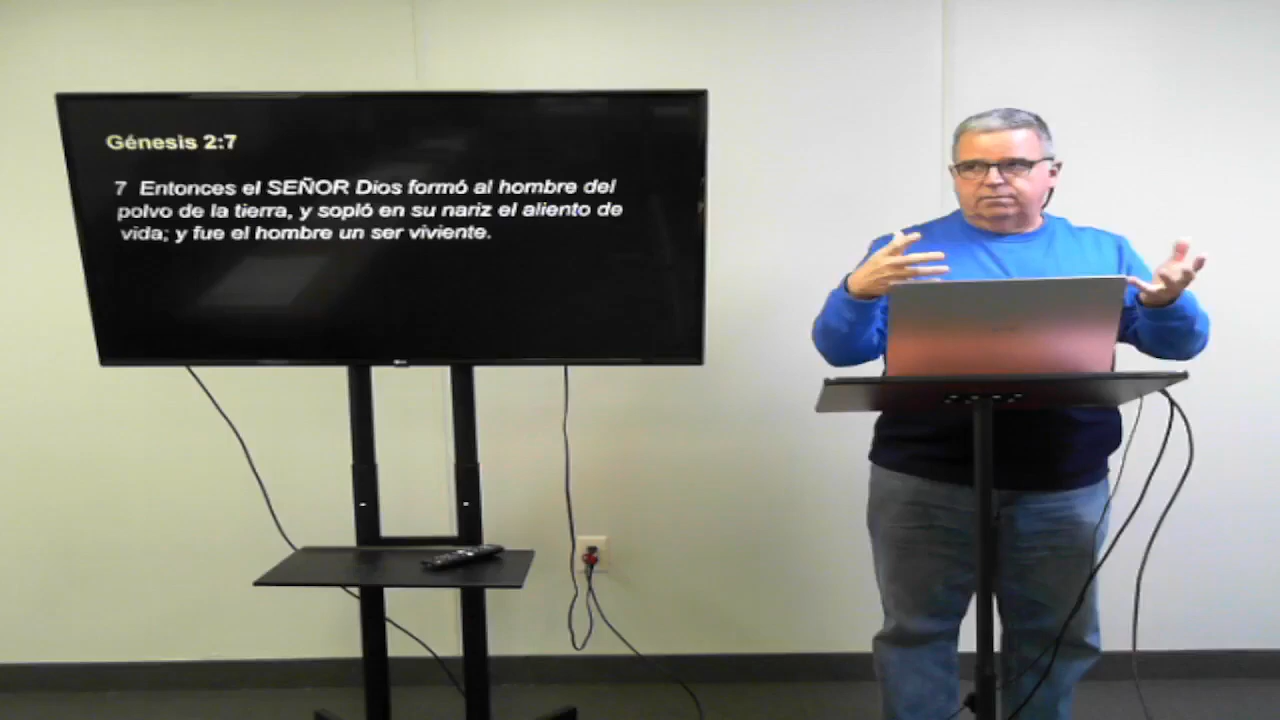 Génesis 2:7
7 Entonces el SEÑOR Dios formó al hombre del
polvo de la tierra, y sopló en su nariz el aliento de
vida; y fue el hombre un ser viviente.